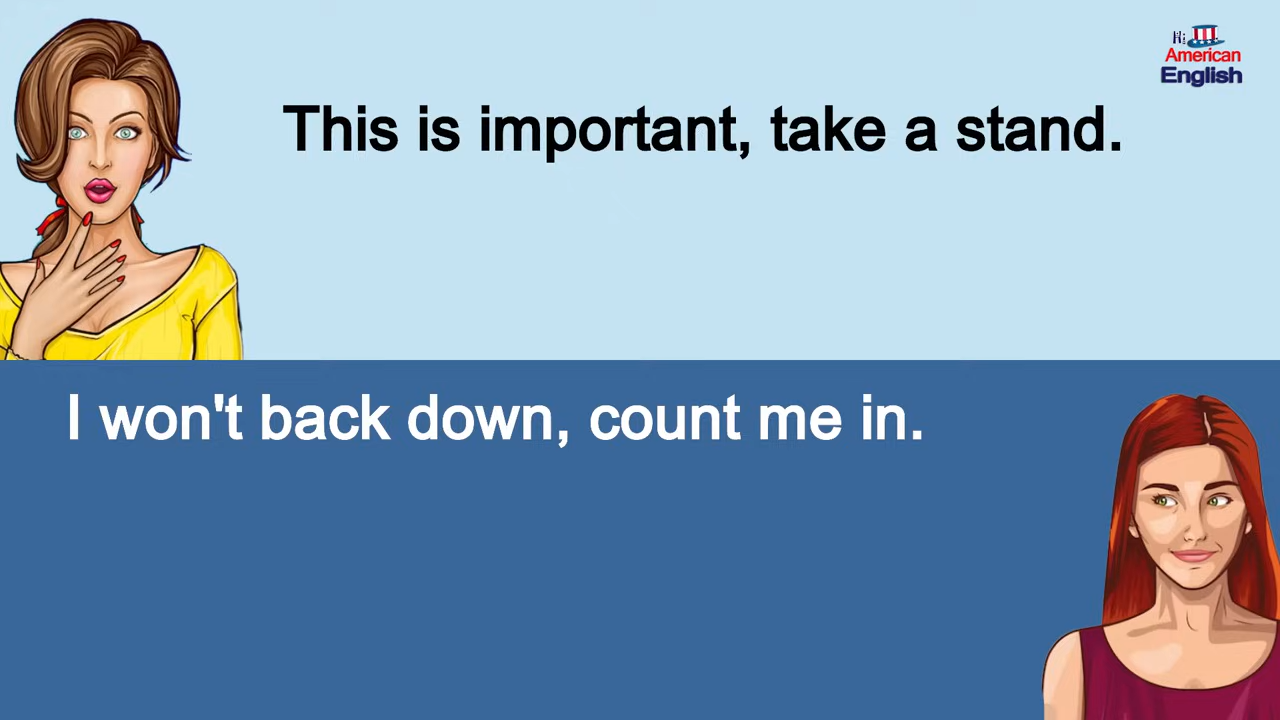 Hi
American
English
This is important, take a stand.
I won't back down, count me in.